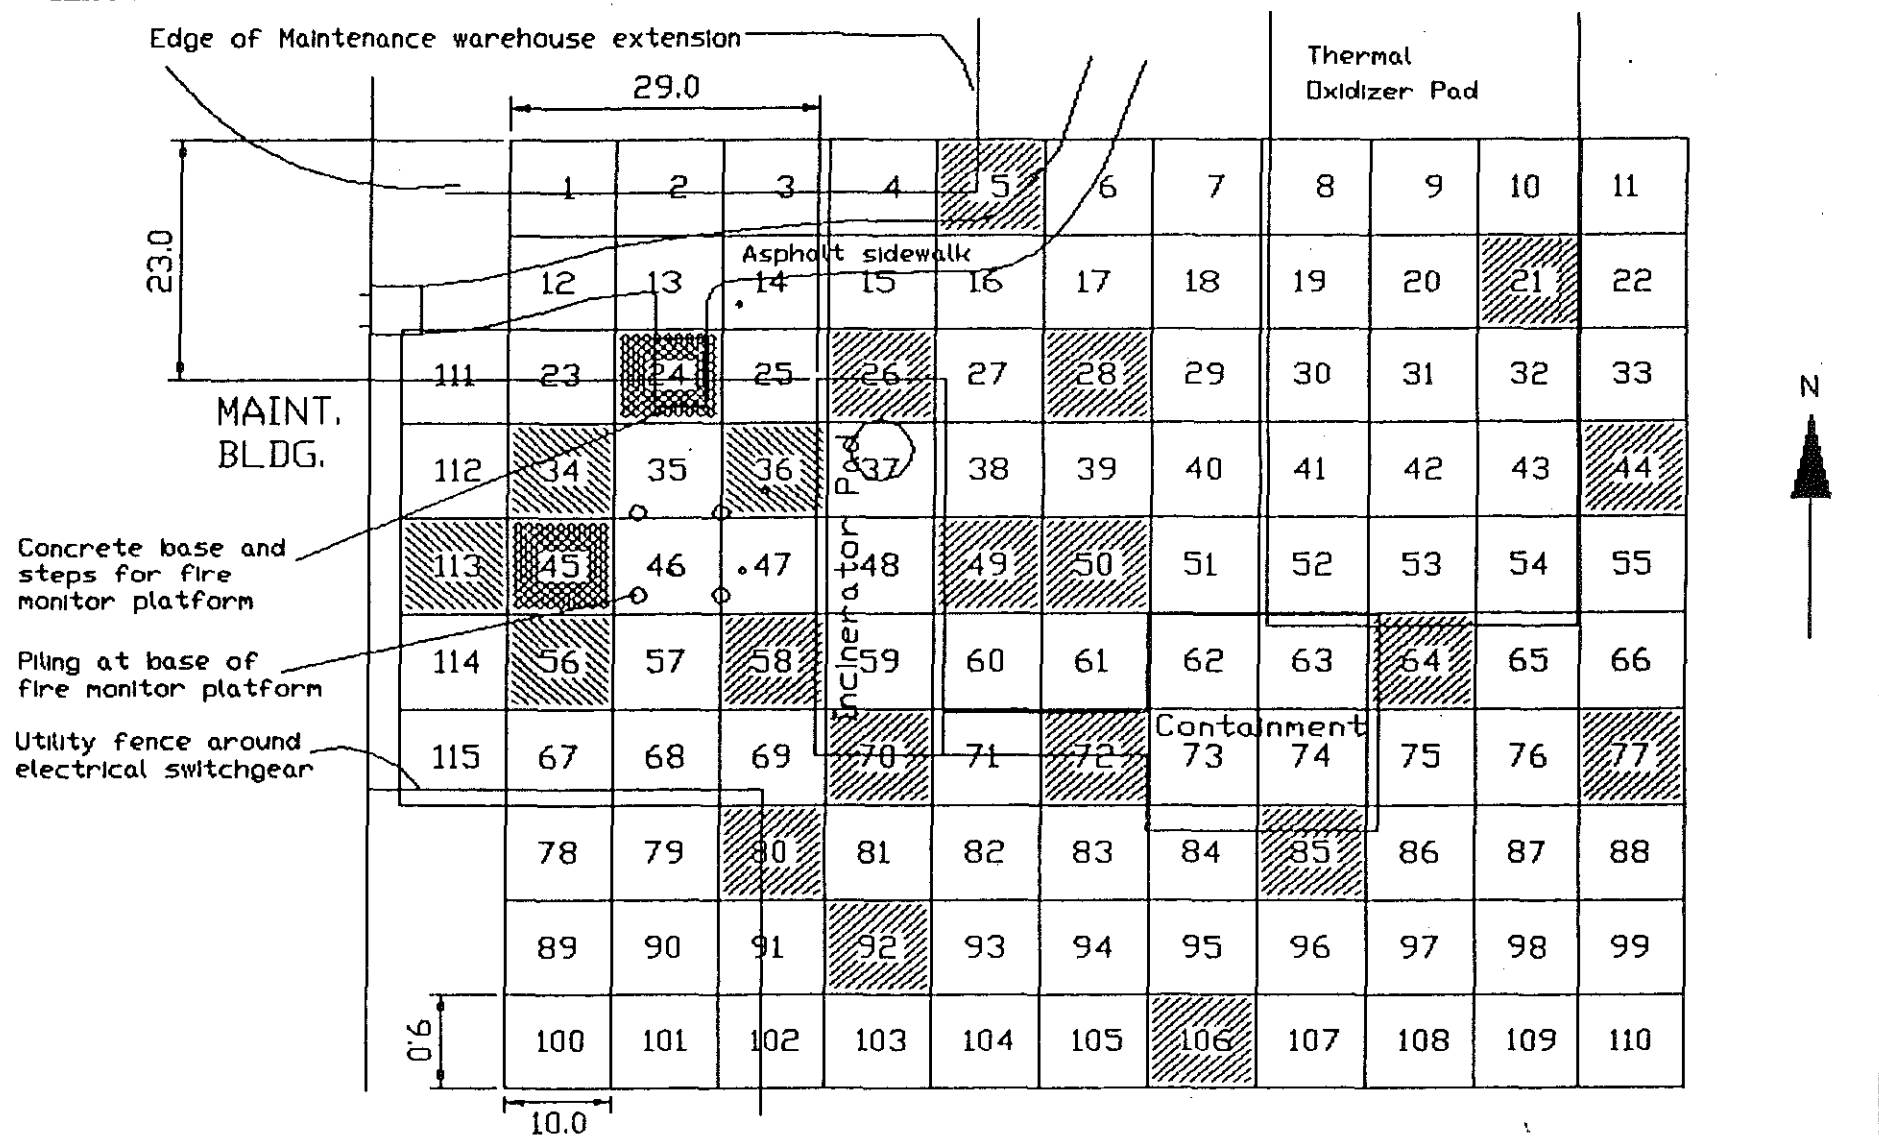 Edge of Maintenance warehouse extension
Thermal
Oxidizer Pad
29.0
23.0
1 2 3 4 5 6 7 8 9 10 11
Asphalt sidewalk
12 13 14 15 16 17 18 19 20 21 22
111 23 24 25 26 27 28 29 30 31 32 33
MAINT.
BLDG.
N
112 34 35 36 37 38 39 40 41 42 43 44
Incinerator Pad
Concrete base and
steps for fire
monitor platform
113 45 46 47 48 49 50 51 52 53 54 55
Piling at base of
fire monitor platform
114 56 57 58 59 60 61 62 63 64 65 66
Containment
Utility fence around
electrical switchgear
115 67 68 69 70 71 72 73 74 75 76 77
78 79 80 81 82 83 84 85 86 87 88
89 90 91 92 93 94 95 96 97 98 99
9.0
100 101 102 103 104 105 106 107 108 109 110
10.0